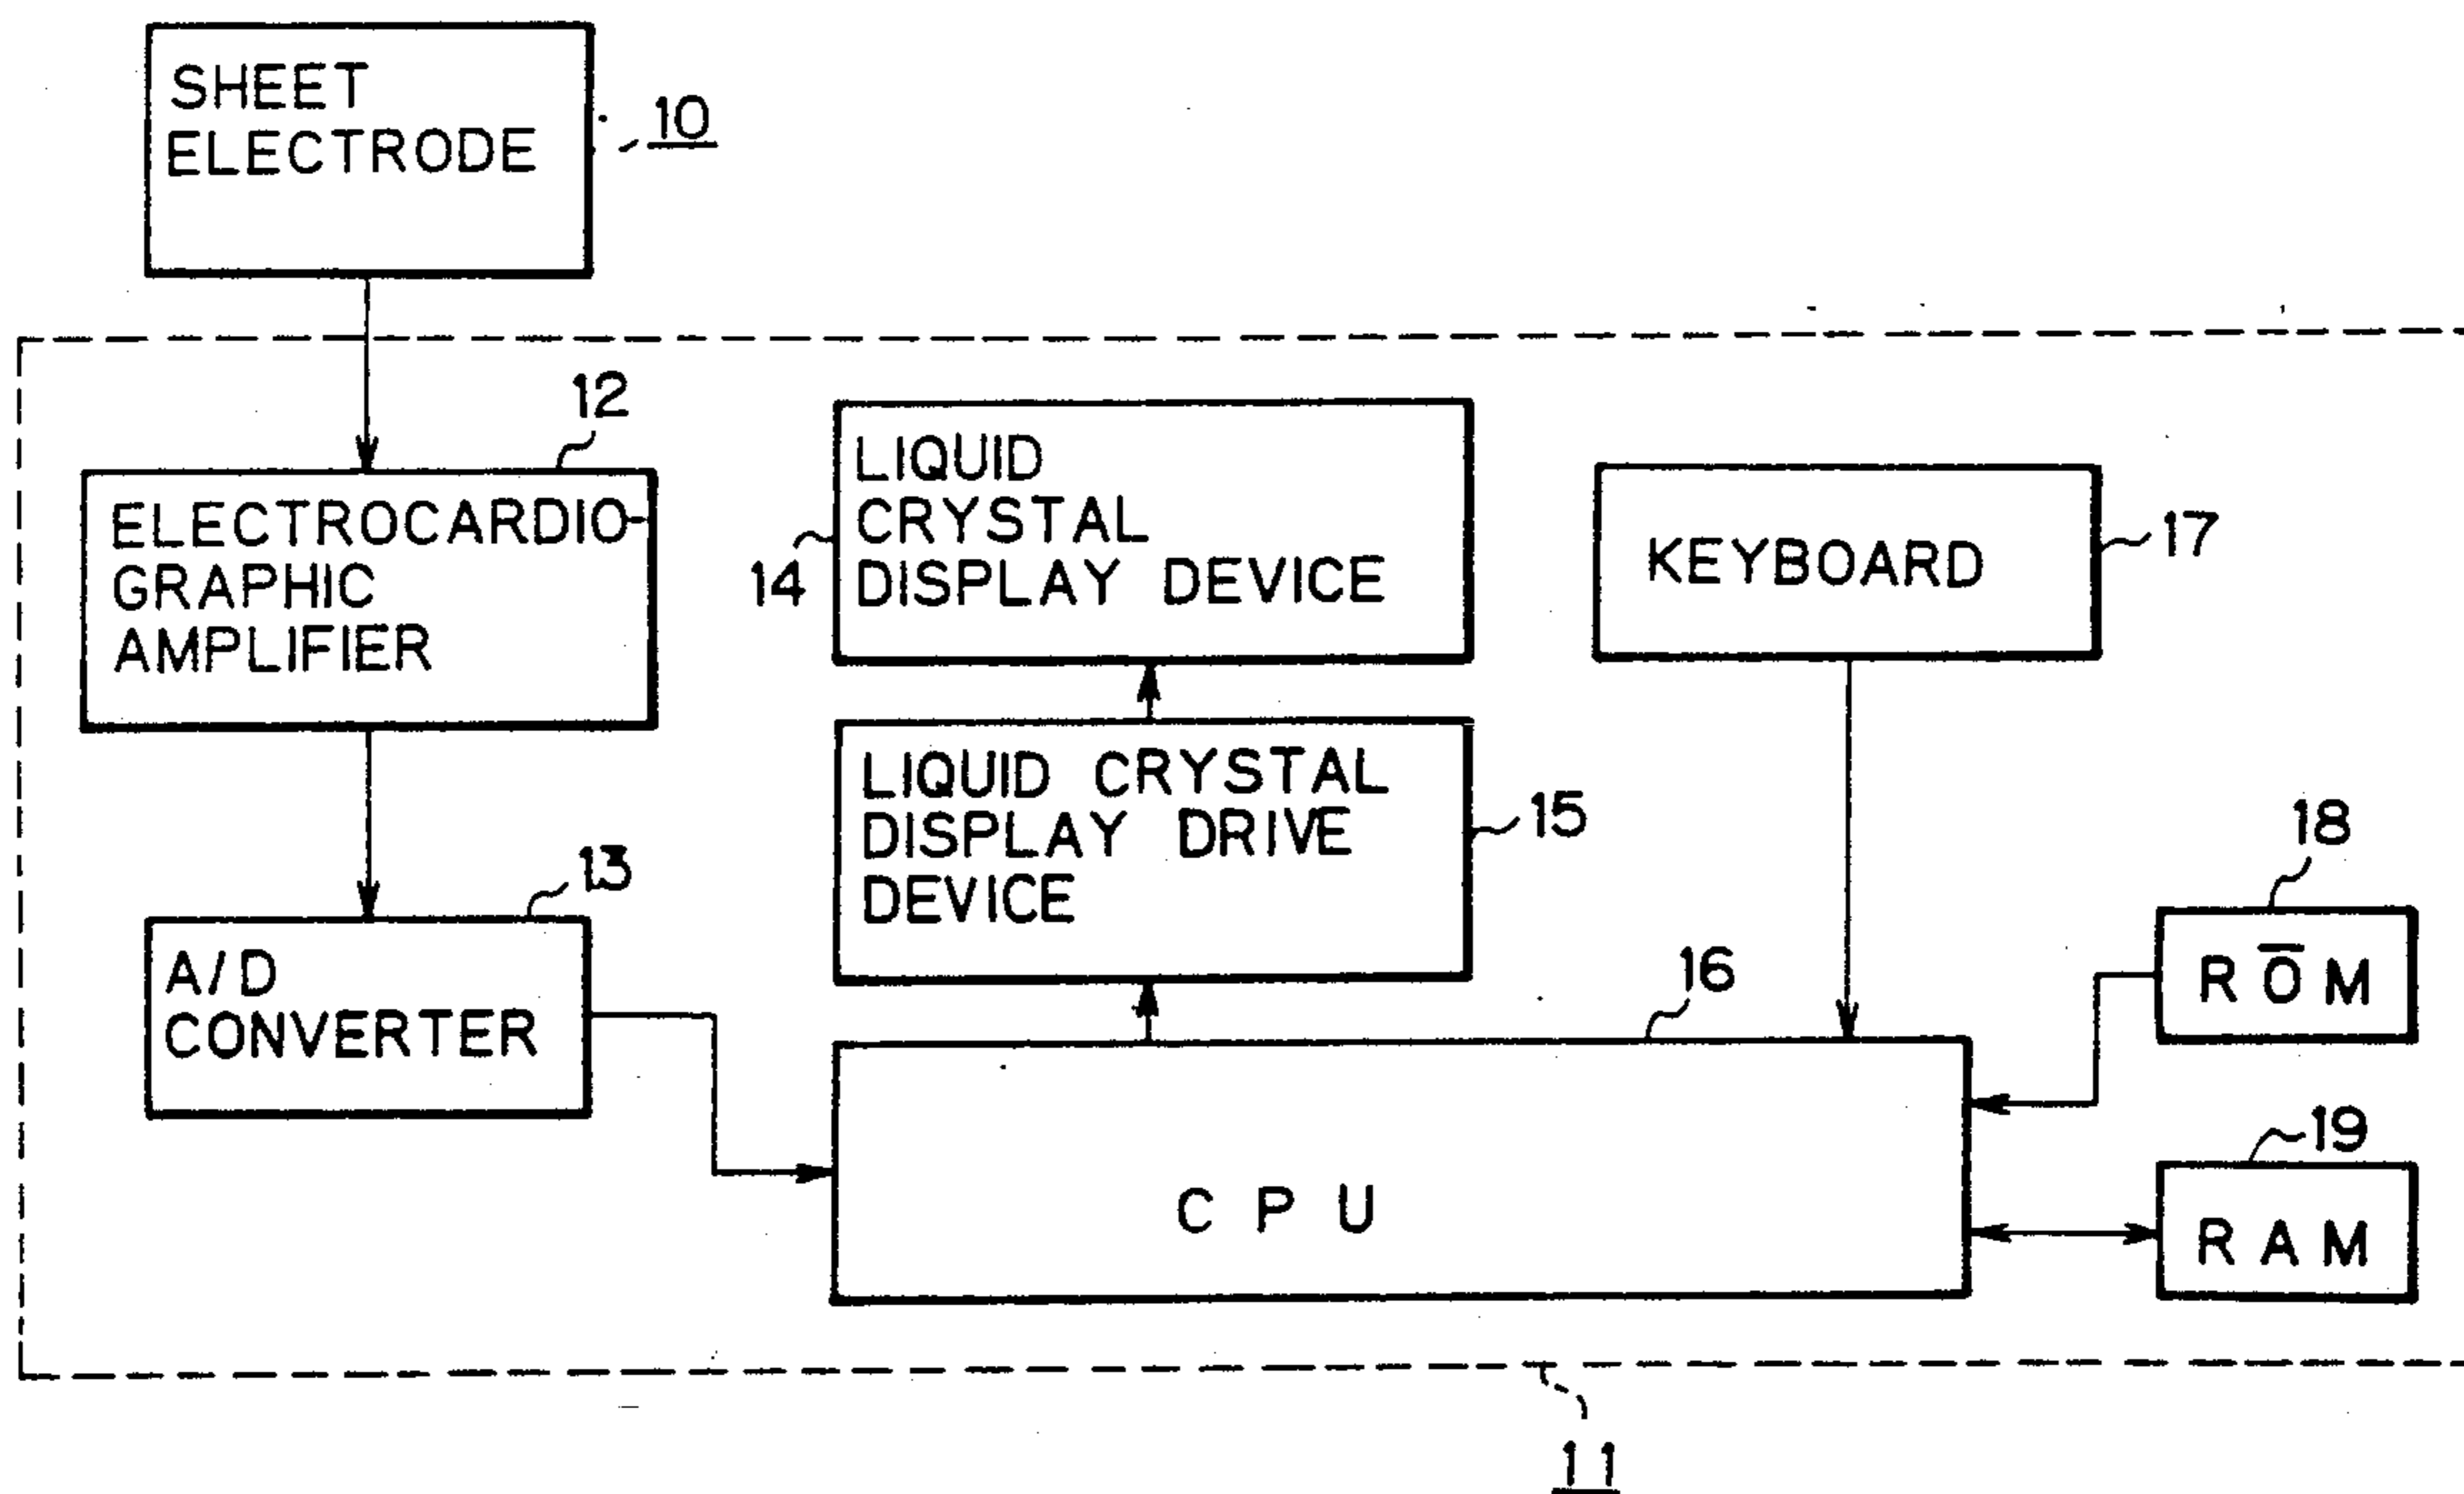 SHEET
ELECTRODE
10
12
ELECTROCARDIO-
GRAPHIC
AMPLIFIER
LIQUID
CRYSTAL
DISPLAY DEVICE
14
KEYBOARD
17
LIQUID CRYSTAL
DISPLAY DRIVE
DEVICE
15
13
A/D
CONVERTER
16
CPU
18
ROM
19
RAM
11